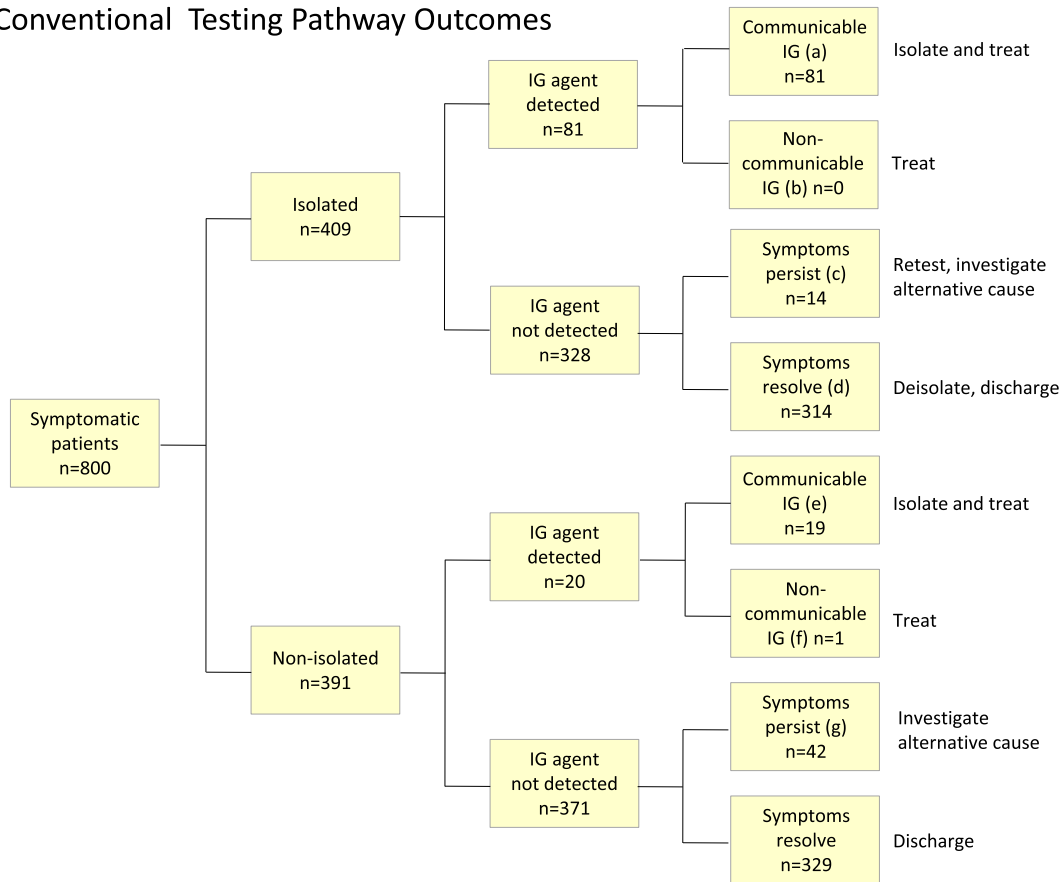 Conventional  Testing Pathway Outcomes
Communicable
IG (a)
n=81
Isolate and treat
IG agent
detected
n=81
Non-
communicable
IG (b) n=0
Treat
Isolated
n=409
Symptoms
persist (c)
n=14
Retest, investigate
alternative cause
IG agent
not detected
n=328
Symptoms
resolve (d)
n=314
Deisolate, discharge
Symptomatic
patients
n=800
Communicable
IG (e)
n=19
Isolate and treat
IG agent
detected
n=20
Non-
communicable
IG (f) n=1
Treat
Non-isolated
n=391
Symptoms
persist (g)
n=42
Investigate
alternative cause
IG agent
not detected
n=371
Symptoms
resolve
n=329
Discharge